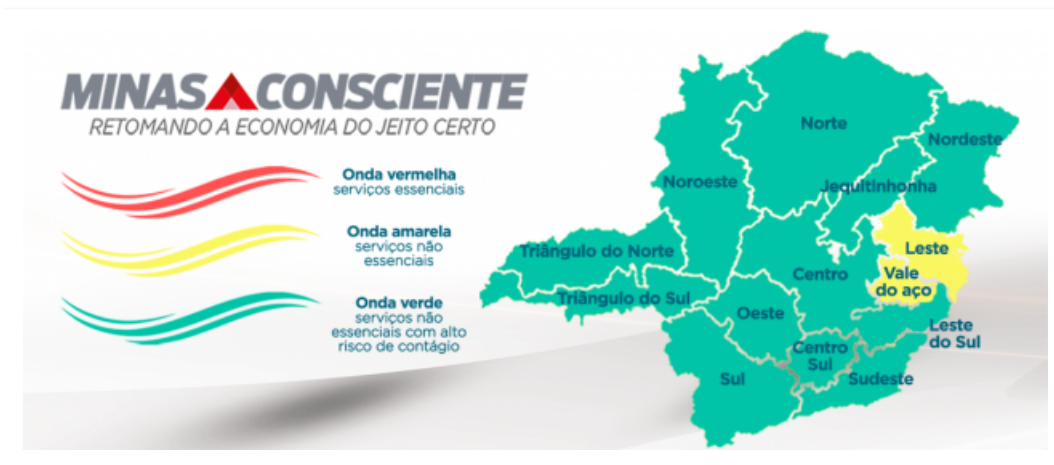 MINAS CONSCIENTE
RETOMANDO A ECONOMIA DO JEITO CERTO
Onda vermelha
serviços essenciais
Onda amarela
serviços não
essenciais
Onda verde
serviços não
essenciais com alto
risco de contágio
Norte
Nordeste
Noroeste
Jequitinhonha
Leste
Triângulo do Norte
Centro
Vale
do aço
Triângulo do Sul
Oeste
Leste
do Sul
Centro
Sul
Sul
Sudeste